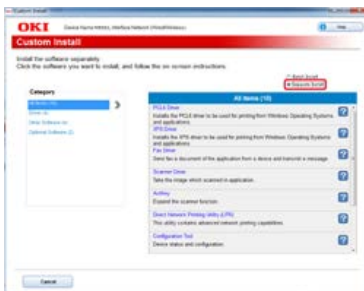 Custom Install
OKI
Custom Install
Install the software separately.
Click the software you want to install, and follow the on-screen instructions.
Separate Install
Category
All Items (10)
PCL6 Driver
Installs the PCL6 driver to be used for printing from Windows Operating Systems
and applications.
XPS Driver
Installs the XPS driver to be used for printing from Windows Operating Systems
and applications.
Fax Driver
Send fax a document of the application from a device and transmit a message.
Scanner Driver
Take the image which scanned in application.
ActKey
Expand the scanner function.
Direct Network Printing Utility (LPR)
This utility contains advanced network printing capabilities.
Configuration Tool
Device status and configuration.
Cancel